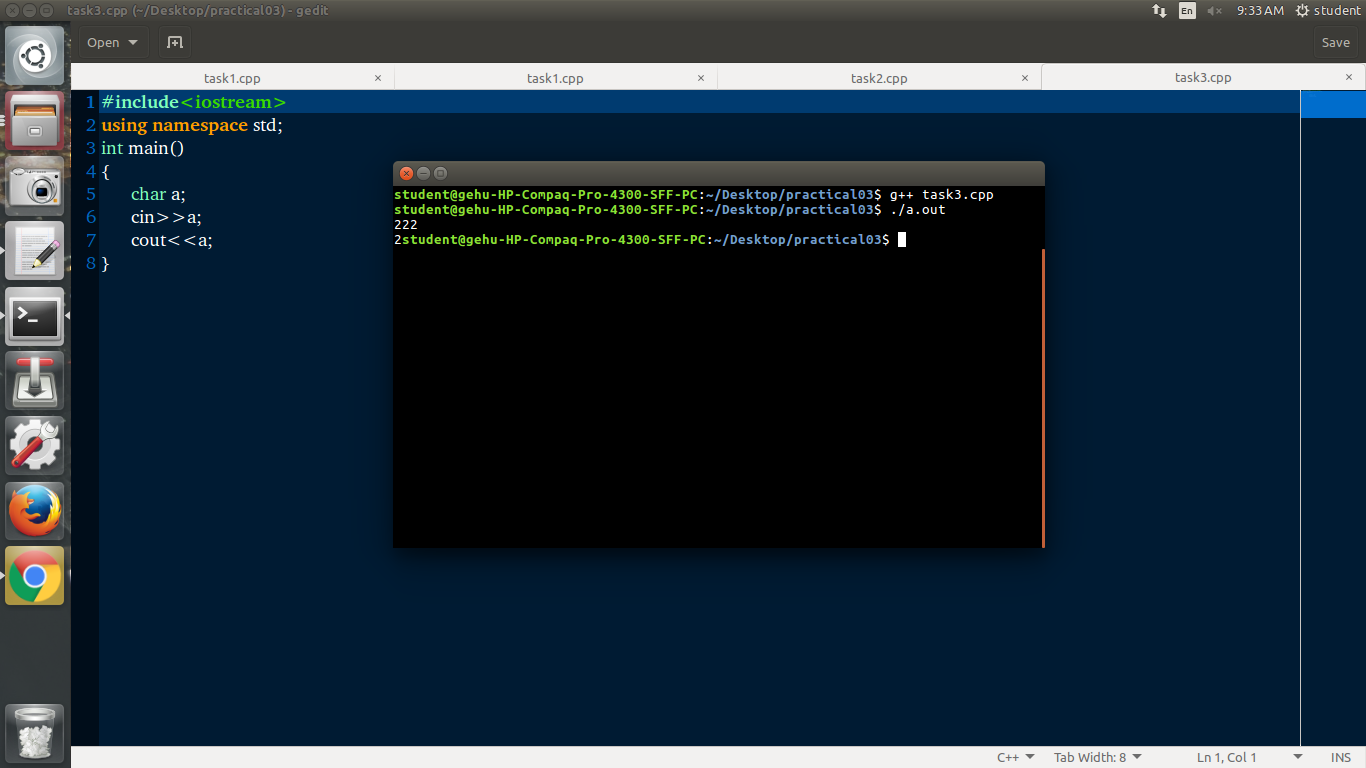 task3.cpp (~/Desktop/practical03) - gedit
En
9:33 AM
student
Open
Save
task1.cpp ×
task1.cpp ×
task2.cpp ×
task3.cpp ×
1 #include<iostream>
2 using namespace std;
3 int main()
4 {
5 char a;
6 cin>>a;
7 cout<<a;
8 }
student@gehu-HP-Compaq-Pro-4300-SFF-PC:~/Desktop/practical03$ g++ task3.cpp
student@gehu-HP-Compaq-Pro-4300-SFF-PC:~/Desktop/practical03$ ./a.out
222
2student@gehu-HP-Compaq-Pro-4300-SFF-PC:~/Desktop/practical03$
C++
Tab Width: 8
Ln 1, Col 1
INS